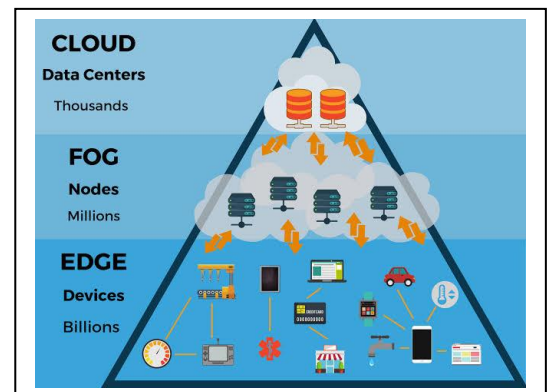 CLOUD
Data Centers
Thousands
FOG
Nodes
Millions
EDGE
Devices
Billions